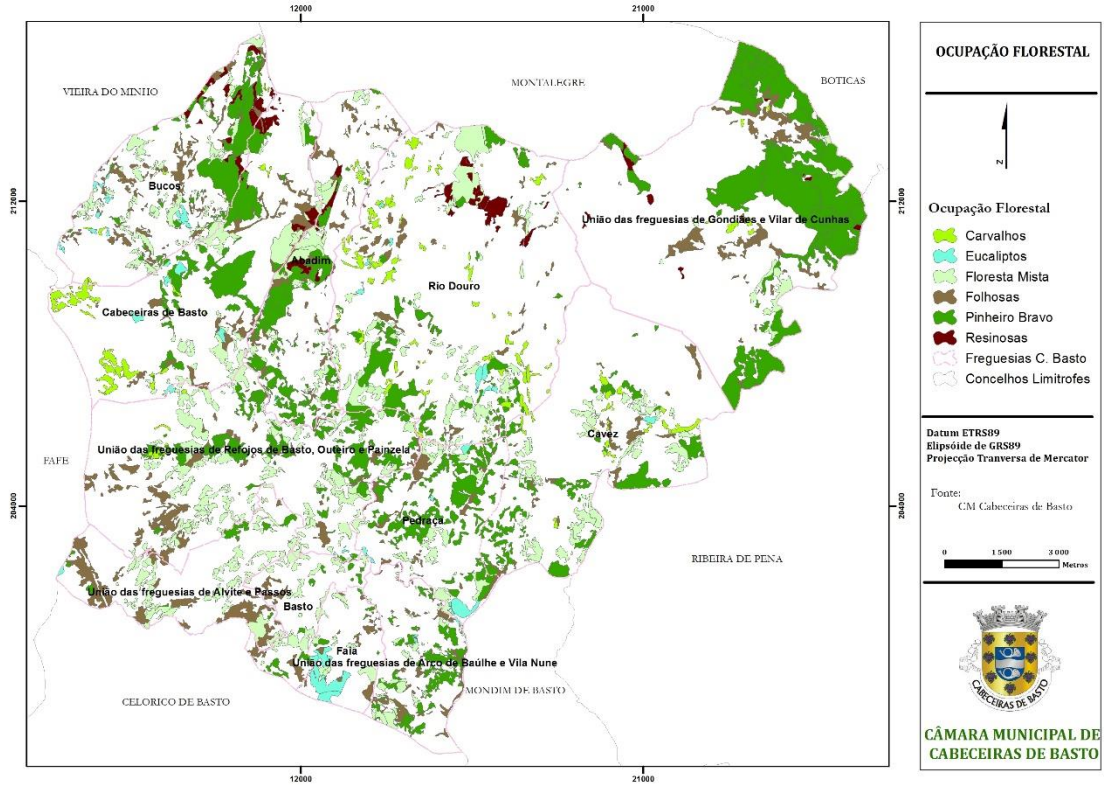 12000
21000
VIEIRA DO MINHO
MONTALEGRE
BOTICAS
Bucos
212000
212000
União das freguesias de Gondiães e Vilar de Cunhas
Abadim
Rio Douro
Cabeceiras de Basto
Cavez
União das freguesias de Refojos de Basto, Outeiro e Painzela
FAFE
204000
204000
Pedraça
RIBEIRA DE PENA
União das freguesias de Alvite e Passos
Basto
Faia
União das freguesias de Arco de Baúlhe e Vila Nune
MONDIM DE BASTO
CELORICO DE BASTO
12000
21000
OCUPAÇÃO FLORESTAL
N
Ocupação Florestal
Carvalhos
Eucaliptos
Floresta Mista
Folhosas
Pinheiro Bravo
Resinosas
Freguesias C. Basto
Concelhos Limitrofes
Datum ETRS89
Elipsóide de GRS89
Projecção Tranversa de Mercator
Fonte:
CM Cabeceiras de Basto
0 1 500 3 000
Metros
CABECEIRAS DE BASTO
CÂMARA MUNICIPAL DE
CABECEIRAS DE BASTO